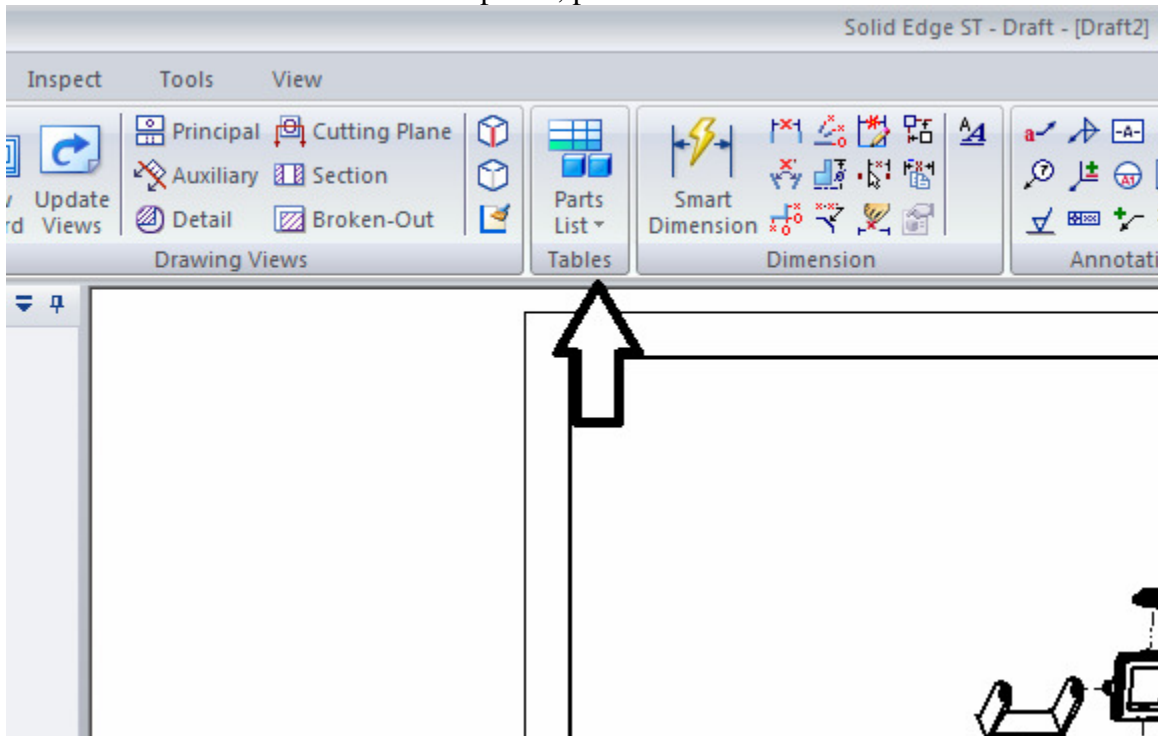 Solid Edge ST - Draft - [Draft2]
Inspect Tools View
Principal Cutting Plane
Auxiliary Section
Update Views
Detail Broken-Out
Parts List
Smart Dimension
Drawing Views Tables Dimension